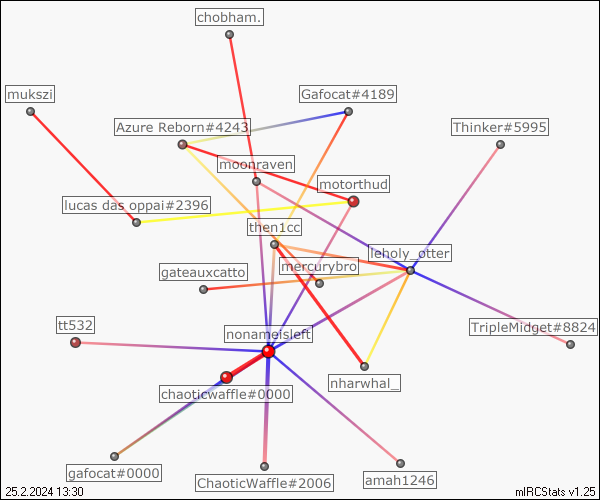 chobham.
mukszi
Gafocat#4189
Azure Reborn#4243
Thinker#5995
moonraven
motorthud
lucas das oppai#2396
then1cc
leholy_otter
mercurybro
gateauxcatto
tt532
nonameisleft
TripleMidget#8824
nharwhal_
chaoticwaffle#0000
gafocat#0000
ChaoticWaffle#2006
amah1246
25.2.2024 13:30
mIRCStats v1.25